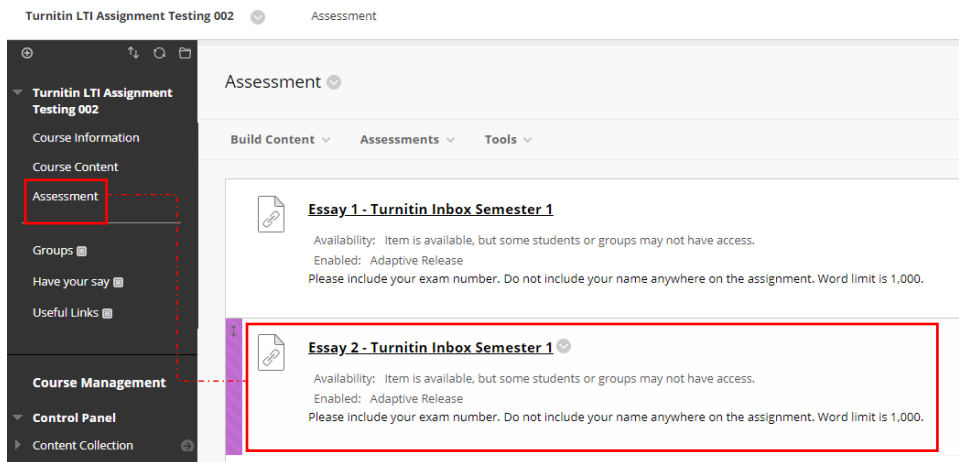 Turnitin LTI Assignment Testing 002 Assessment
Turnitin LTI Assignment
Testing 002
Course Information
Course Content
Assessment
Groups
Have your say
Useful Links
Course Management
Control Panel
Content Collection
Assessment
Build Content Assessments Tools
Essay 1 - Turnitin Inbox Semester 1
Availability: Item is available, but some students or groups may not have access.
Enabled: Adaptive Release
Please include your exam number. Do not include your name anywhere on the assignment. Word limit is 1,000.
Essay 2 - Turnitin Inbox Semester 1
Availability: Item is available, but some students or groups may not have access.
Enabled: Adaptive Release
Please include your exam number. Do not include your name anywhere on the assignment. Word limit is 1,000.